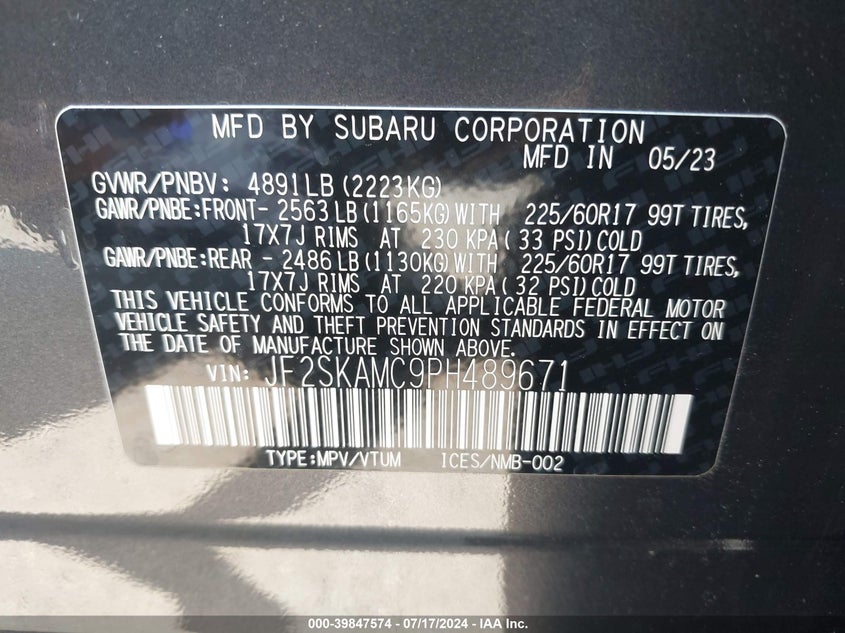 MFD BY SUBARU CORPORATION
MFD IN 05/23
GVWR/PNBV: 4891LB (2223KG)
GAWR/PNBE:FRONT- 2563LB(1165KG)WITH 225/60R17 99T TIRES,
17X7J RIMS AT 230 KPA( 33 PSI)COLD
GAWR/PNBE:REAR - 2486LB(1130KG)WITH 225/60R17 99T TIRES,
17X7J RIMS AT 220 KPA( 32 PSI)COLD
THIS VEHICLE CONFORMS TO ALL APPLICABLE FEDERAL MOTOR
VEHICLE SAFETY AND THEFT PREVENTION STANDARDS IN EFFECT ON
THE DATE OF MANUFACTURE SHOWN ABOVE.
VIN: JF2SKAMC9PH489671
TYPE:MPV/VTUM ICES/NMB-002
000-39847574 - 07/17/2024 - IAA Inc.